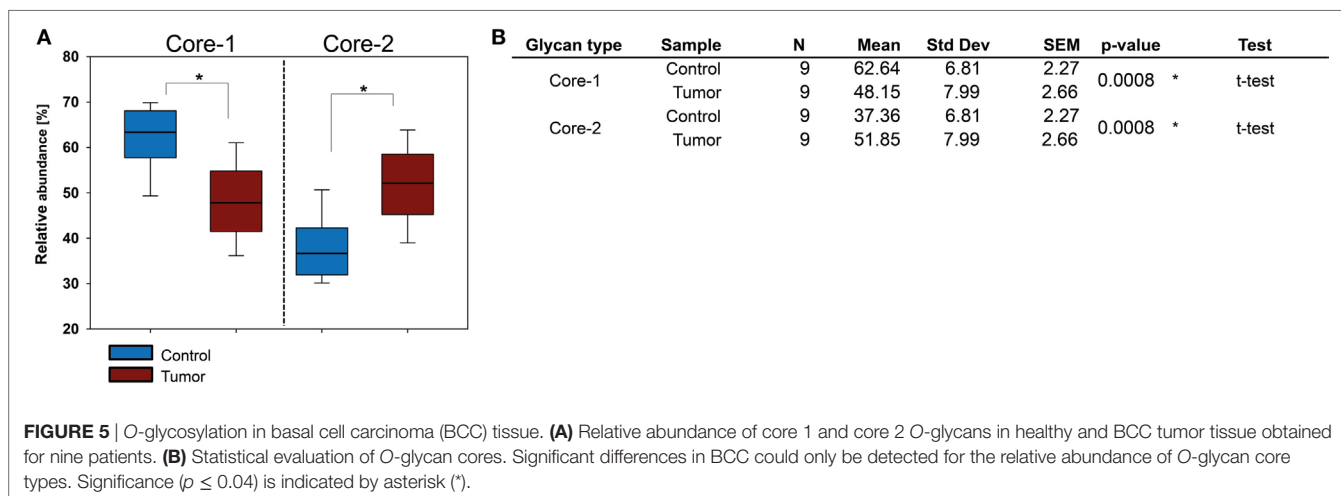 A
Core-1 Core-2
80
70
60
50
40
30
20
Relative abundance [%]
*
*
Control
Tumor
B
Glycan type Sample N Mean Std Dev SEM p-value Test
Core-1 Control 9 62.64 6.81 2.27 0.0008 * t-test
Tumor 9 48.15 7.99 2.66
Core-2 Control 9 37.36 6.81 2.27 0.0008 * t-test
Tumor 9 51.85 7.99 2.66
FIGURE 5 | O-glycosylation in basal cell carcinoma (BCC) tissue. (A) Relative abundance of core 1 and core 2 O-glycans in healthy and BCC tumor tissue obtained
for nine patients. (B) Statistical evaluation of O-glycan cores. Significant differences in BCC could only be detected for the relative abundance of O-glycan core
types. Significance (p ≤ 0.04) is indicated by asterisk (*).